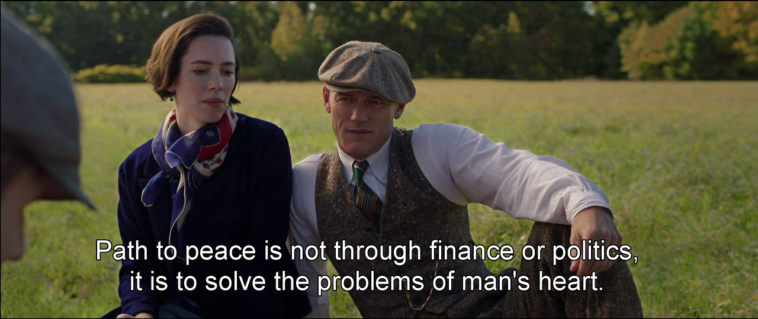 Path to peace is not through finance or politics,
it is to solve the problems of man's heart.